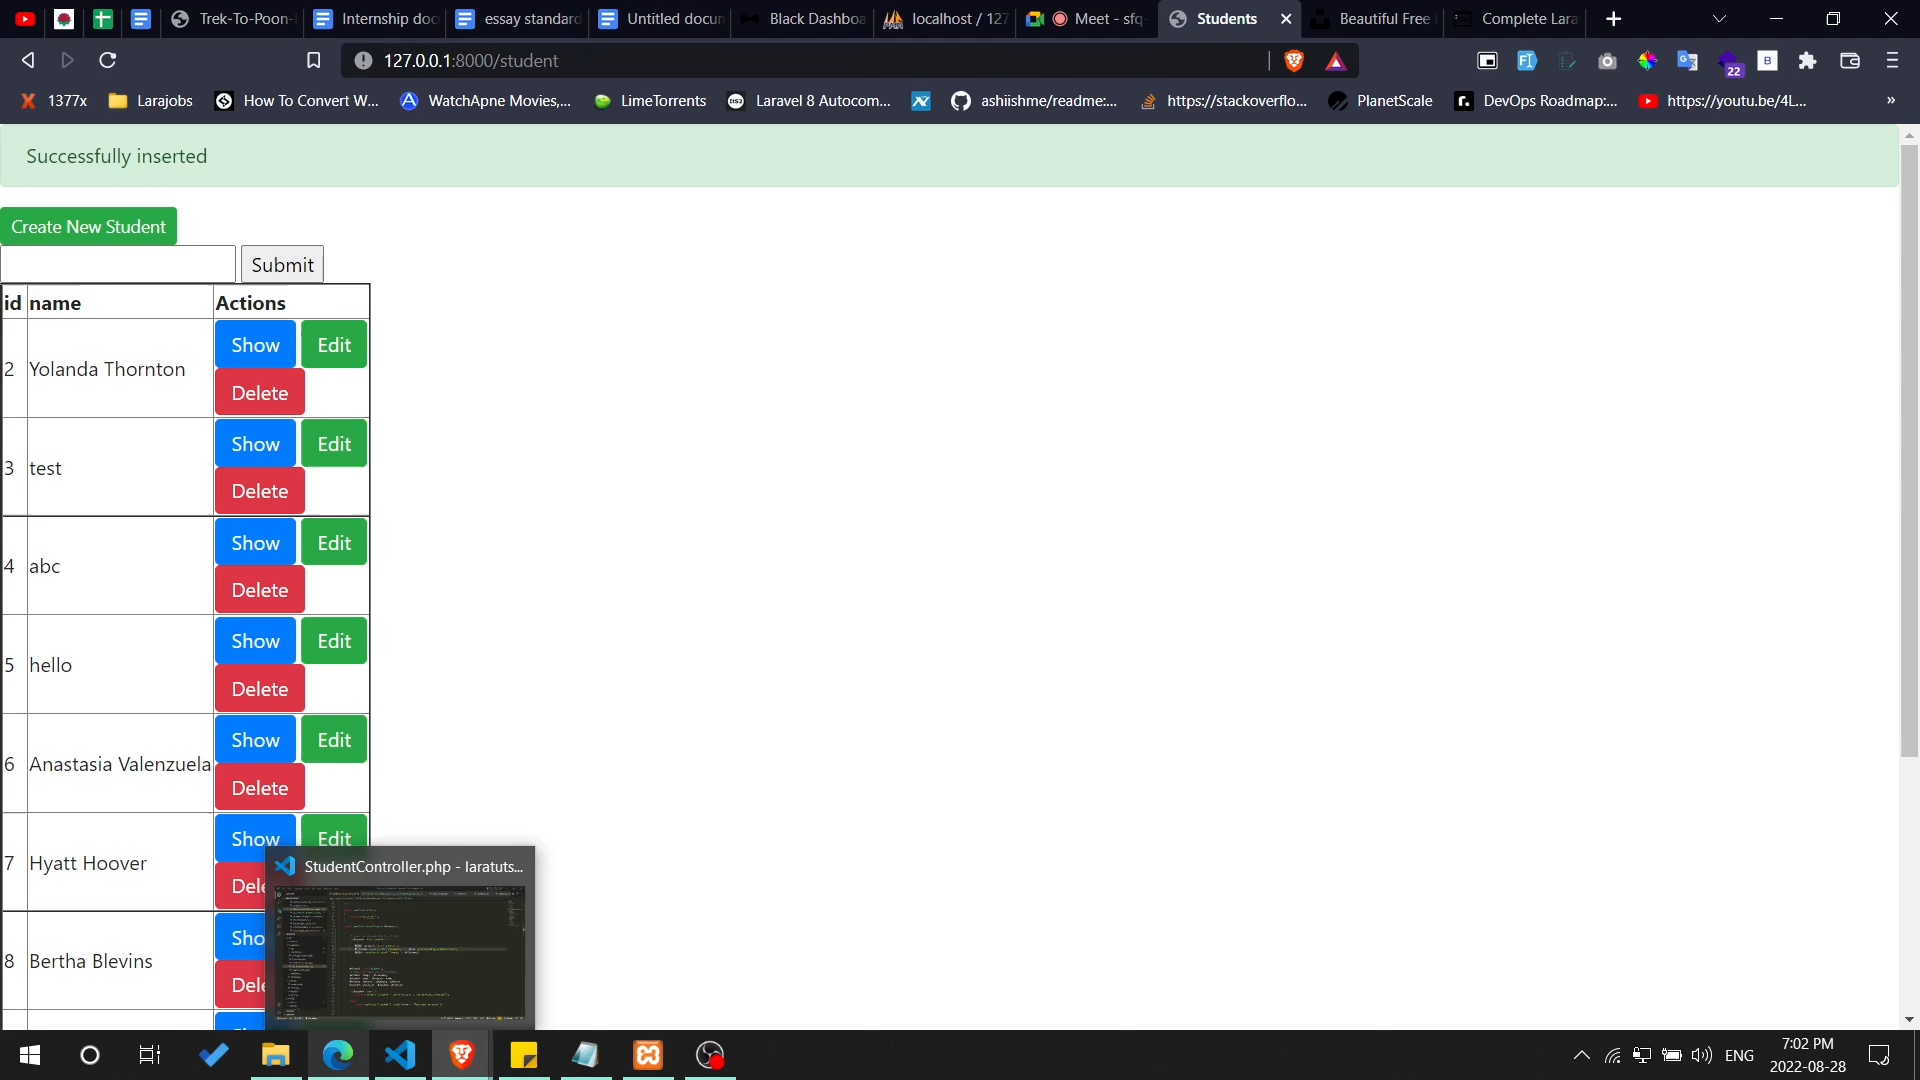 Trek-To-Poon-
Internship doc
essay standard
Untitled docun
Black Dashboa
localhost / 127
Meet - sfq-
Students
Beautiful Free
Complete Lara
127.0.0.1:8000/student
22
B
1377x
Larajobs
How To Convert W...
WatchApne Movies,...
LimeTorrents
Laravel 8 Autocom...
ashiishme/readme:...
https://stackoverflo...
PlanetScale
DevOps Roadmap:...
https://youtu.be/4L...
»
Successfully inserted
Create New Student
Submit
id name Actions
2 Yolanda Thornton Show Edit
Delete
3 test Show Edit
Delete
4 abc Show Edit
Delete
5 hello Show Edit
Delete
6 Anastasia Valenzuela Show Edit
Delete
7 Hyatt Hoover Show Edit
Dele
StudentController.php - laratuts...
8 Bertha Blevins Sho
Dele
ENG
7:02 PM
2022-08-28